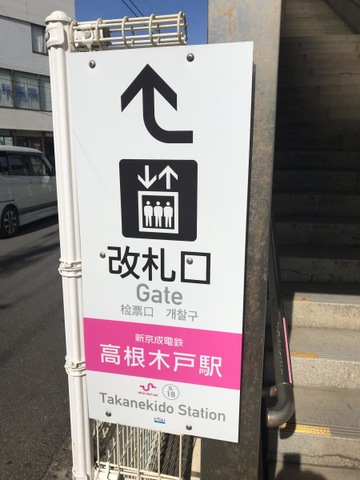 改札口
Gate
检票口 개찰구
新京成電鉄
高根木戸駅
SL
18
Takanekido Station